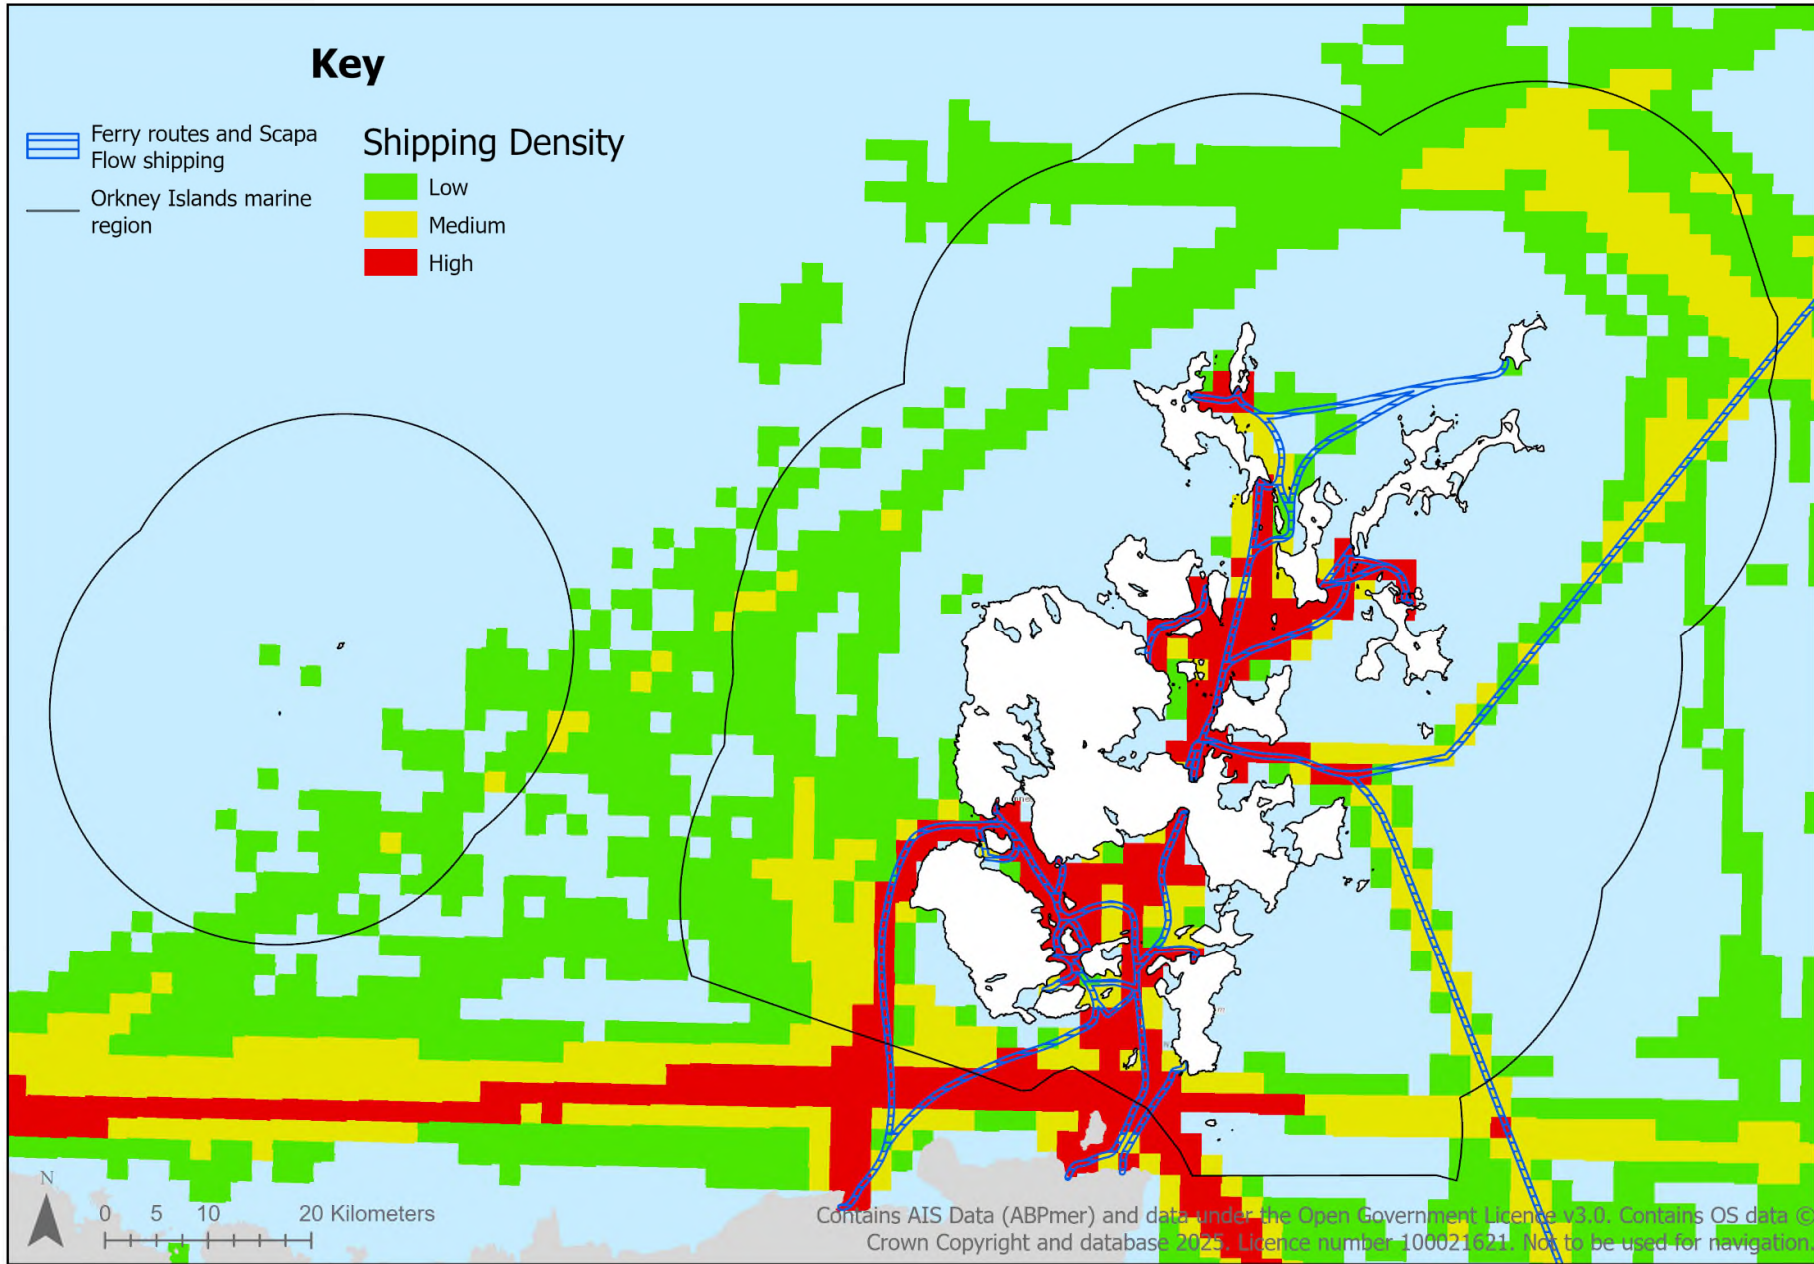 Key
Ferry routes and Scapa
Flow shipping
Orkney Islands marine
region
Shipping Density
Low
Medium
High
N
0 5 10 20 Kilometers
Contains AIS Data (ABPmer) and data under the Open Government Licence v3.0. Contains OS data ©
Crown Copyright and database 2025. Licence number 100021621. Not to be used for navigation.